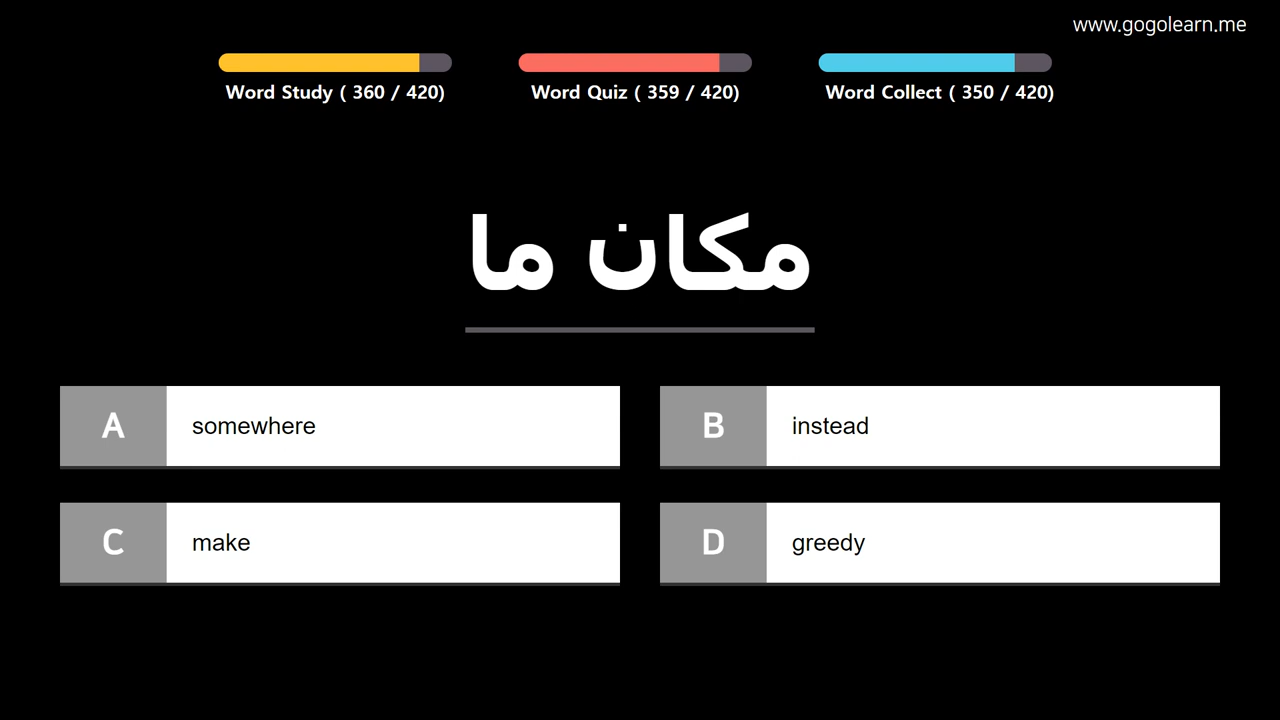 www.gogolearn.me
Word Study ( 360 / 420)
Word Quiz ( 359 / 420)
Word Collect ( 350 / 420)
مكان ما
A somewhere
B instead
C make
D greedy